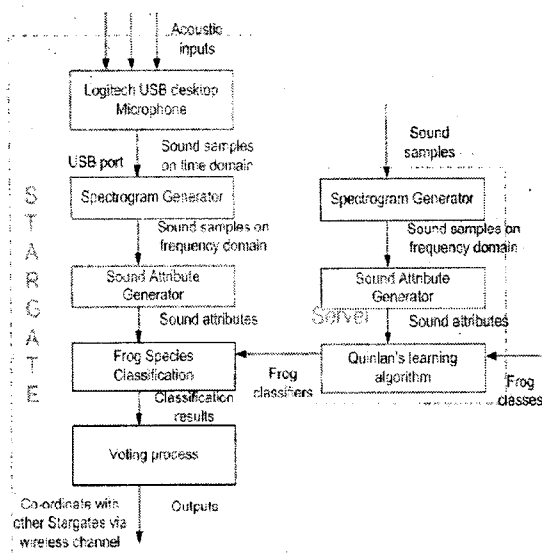 Acoustic
inputs
Logitech USB desktop
Microphone
USB port
Sound samples
on time domain
Spectrogram Generator
Sound samples on
frequency domain
Sound Attribute
Generator
Sound attributes
Frog Species
Classification
Classification
results
Voting process
Co-ordinate with
other Stargates via
wireless channel
Outputs
STARGATE
Sound
samples
Spectrogram Generator
Sound samples on
frequency domain
Sound Attribute
Generator
Server
Sound attributes
Quinlan's learning
algorithm
Frog
classifiers
Frog
classes